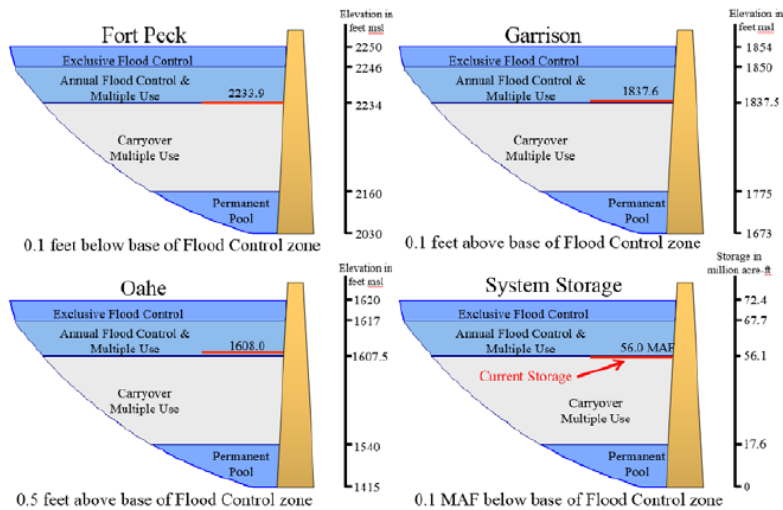 Fort Peck
Elevation in
feet msl
Exclusive Flood Control
Annual Flood Control &
Multiple Use
2233.9
Carryover
Multiple Use
Permanent
Pool
2250
2246
2234
2160
2030
0.1 feet below base of Flood Control zone
Garrison
Elevation in
feet msl
Exclusive Flood Control
Annual Flood Control &
Multiple Use
1837.6
Carryover
Multiple Use
Permanent
Pool
1854
1850
1837.5
1775
1673
0.1 feet above base of Flood Control zone
Oahe
Elevation in
feet msl
Exclusive Flood Control
Annual Flood Control &
Multiple Use
1608.0
Carryover
Multiple Use
Permanent
Pool
1620
1617
1607.5
1540
1415
0.5 feet above base of Flood Control zone
System Storage
Storage in
million acre-ft
Exclusive Flood Control
Annual Flood Control &
Multiple Use
56.0 MAF
Current Storage
Carryover
Multiple Use
Permanent
Pool
72.4
67.7
56.1
17.6
0
0.1 MAF below base of Flood Control zone